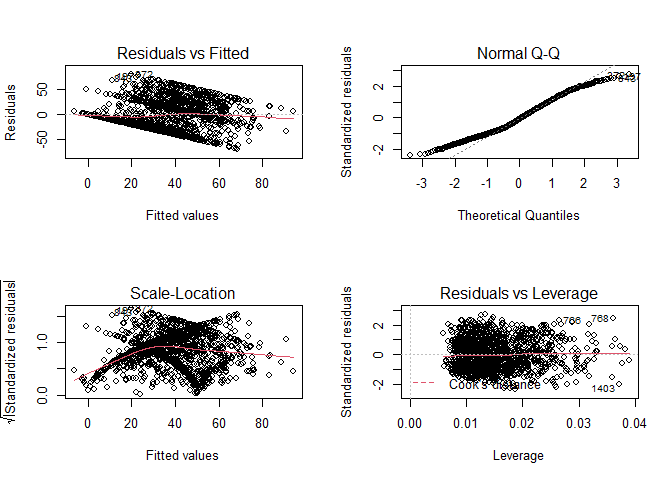 Residuals vs Fitted
Residuals
-50
0
50
0
20
40
60
80
Fitted values
Normal Q-Q
Standardized residuals
-2
0
2
-3
-2
-1
0
1
2
3
Theoretical Quantiles
Scale-Location
√|Standardized residuals|
0.0
1.0
0
20
40
60
80
Fitted values
Residuals vs Leverage
Standardized residuals
-2
0
2
766
768
1403
Cook's distance
0.00
0.01
0.02
0.03
0.04
Leverage